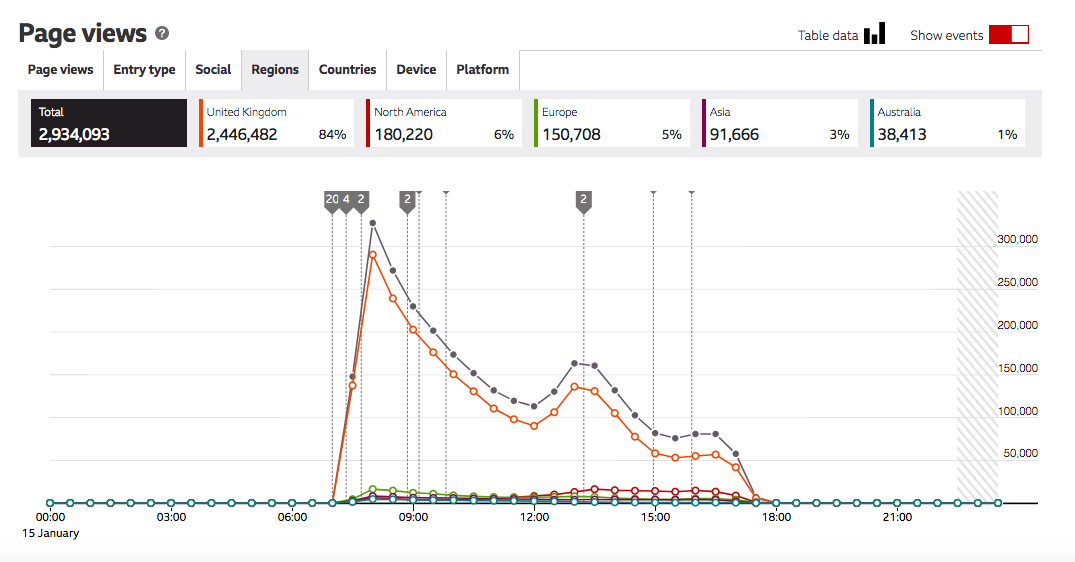 Page views ?
Table data Show events
Page views Entry type Social Regions Countries Device Platform
Total United Kingdom North America Europe Asia Australia
2,934,093 2,446,482 84% 180,220 6% 150,708 5% 91,666 3% 38,413 1%
20 4 2 2 2
300,000
250,000
200,000
150,000
100,000
50,000
00:00 03:00 06:00 09:00 12:00 15:00 18:00 21:00
15 January